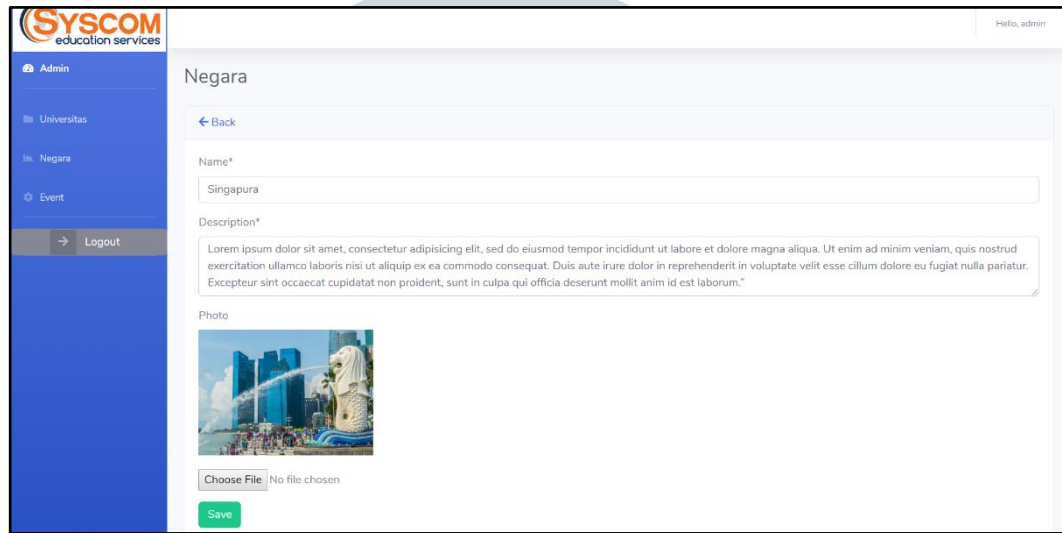 SYSCOM
education services
Hello, admin
Admin
Universitas
Negara
Event
Logout
Negara
Back
Name*
Singapura
Description*
Lorem ipsum dolor sit amet, consectetur adipisicing elit, sed do eiusmod tempor incididunt ut labore et dolore magna aliqua. Ut enim ad minim veniam, quis nostrud
exercitation ullamco laboris nisi ut aliquip ex ea commodo consequat. Duis aute irure dolor in reprehenderit in voluptate velit esse cillum dolore eu fugiat nulla pariatur.
Excepteur sint occaecat cupidatat non proident, sunt in culpa qui officia deserunt mollit anim id est laborum."
Photo
Choose File No file chosen
Save